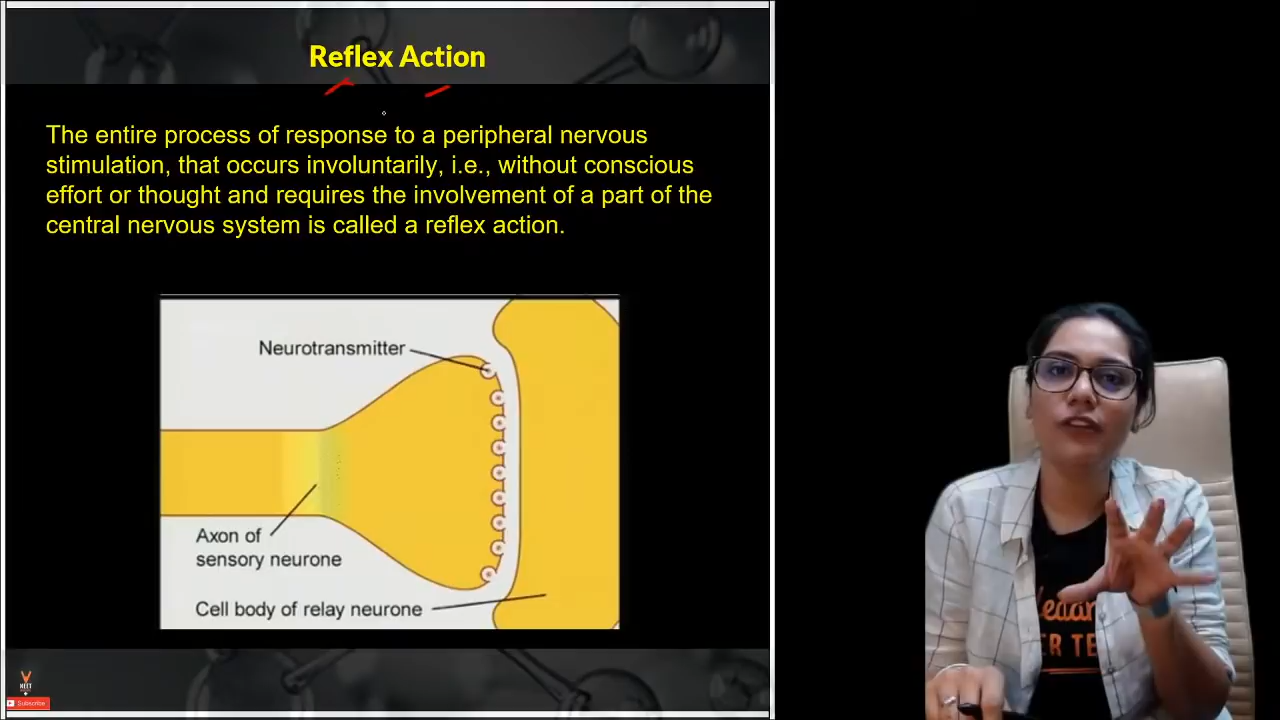 Reflex Action
The entire process of response to a peripheral nervous
stimulation, that occurs involuntarily, i.e., without conscious
effort or thought and requires the involvement of a part of the
central nervous system is called a reflex action.
Neurotransmitter
Axon of
sensory neurone
Cell body of relay neurone
NEET
Subscribe